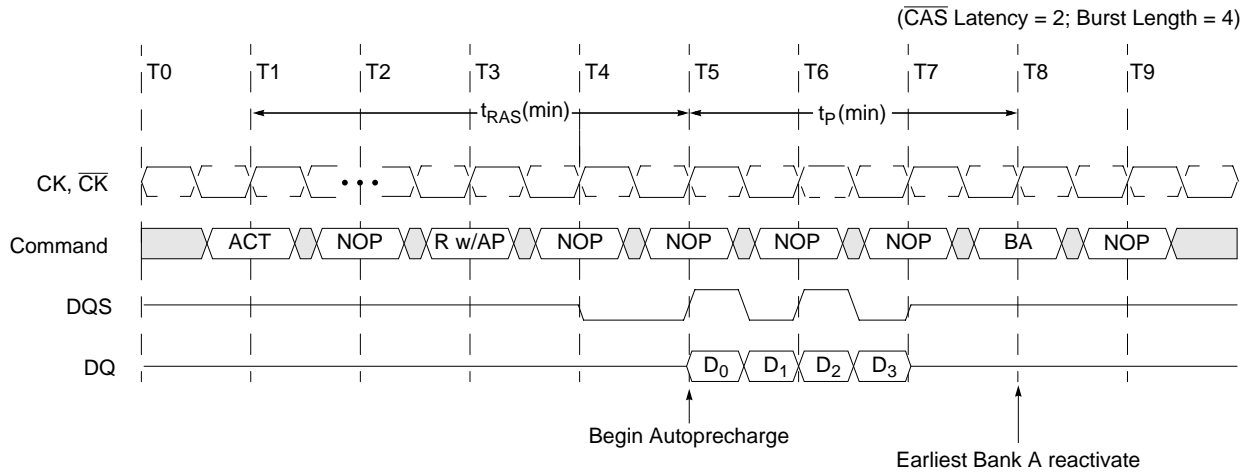 (CAS Latency = 2; Burst Length = 4)
T0 T1 T2 T3 T4 T5 T6 T7 T8 T9
tRAS(min) tP(min)
CK, CK
Command ACT NOP R w/AP NOP NOP NOP NOP BA NOP
DQS
DQ D0 D1 D2 D3
Begin Autoprecharge
Earliest Bank A reactivate